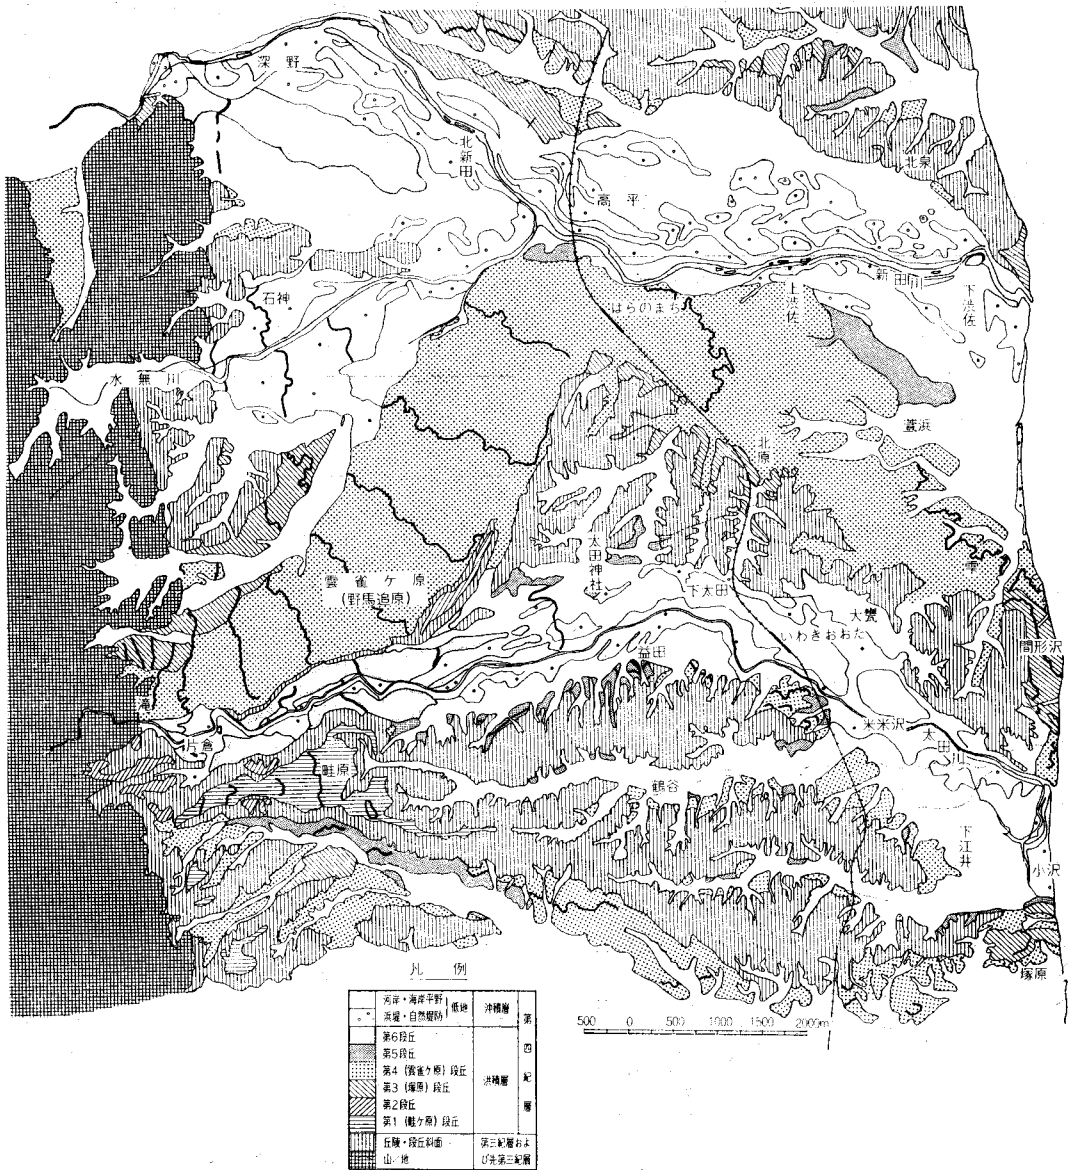 深野
北新田
高平
北泉
新田川
上渋佐
下渋佐
石神
はらのまち
水無川
北原
萱浜
雫
太田神社
雲雀ケ原
(野馬追原)
下太田
大甕
いわきおおた
益田
間形沢
滝
片倉
米米沢
太田川
畦原
鶴谷
下江井
小沢
塚原
凡例
河岸・海岸平野
浜堤・自然堤防
低地
沖積層
第6段丘
第5段丘
第4(雲雀ケ原)段丘
第3(塚原)段丘
第2段丘
第1(畦ケ原)段丘
洪積層
第四紀層
丘陵・段丘斜面
山地
第三紀層およ
び先第三紀層
500 0 500 1000 1500 2000m